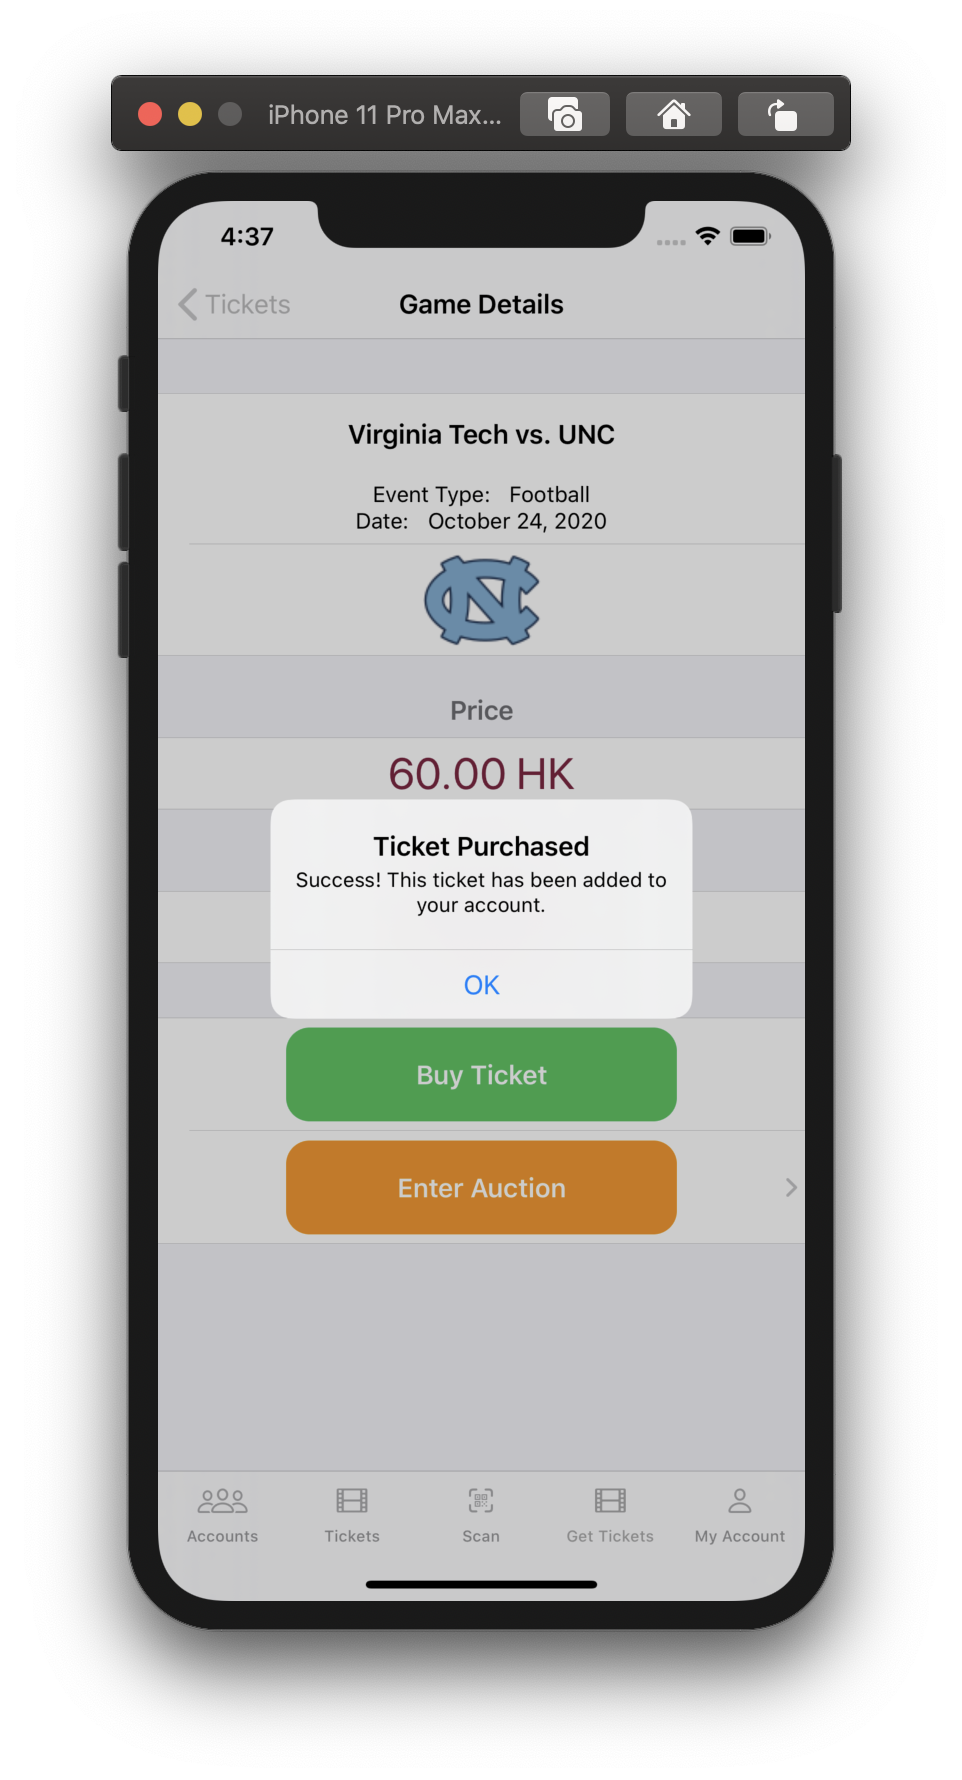 iPhone 11 Pro Max...
4:37
Tickets
Game Details
Virginia Tech vs. UNC
Event Type: Football
Date: October 24, 2020
NC
Price
60.00 HK
Ticket Purchased
Success! This ticket has been added to
your account.
OK
Buy Ticket
Enter Auction
Accounts Tickets Scan Get Tickets My Account